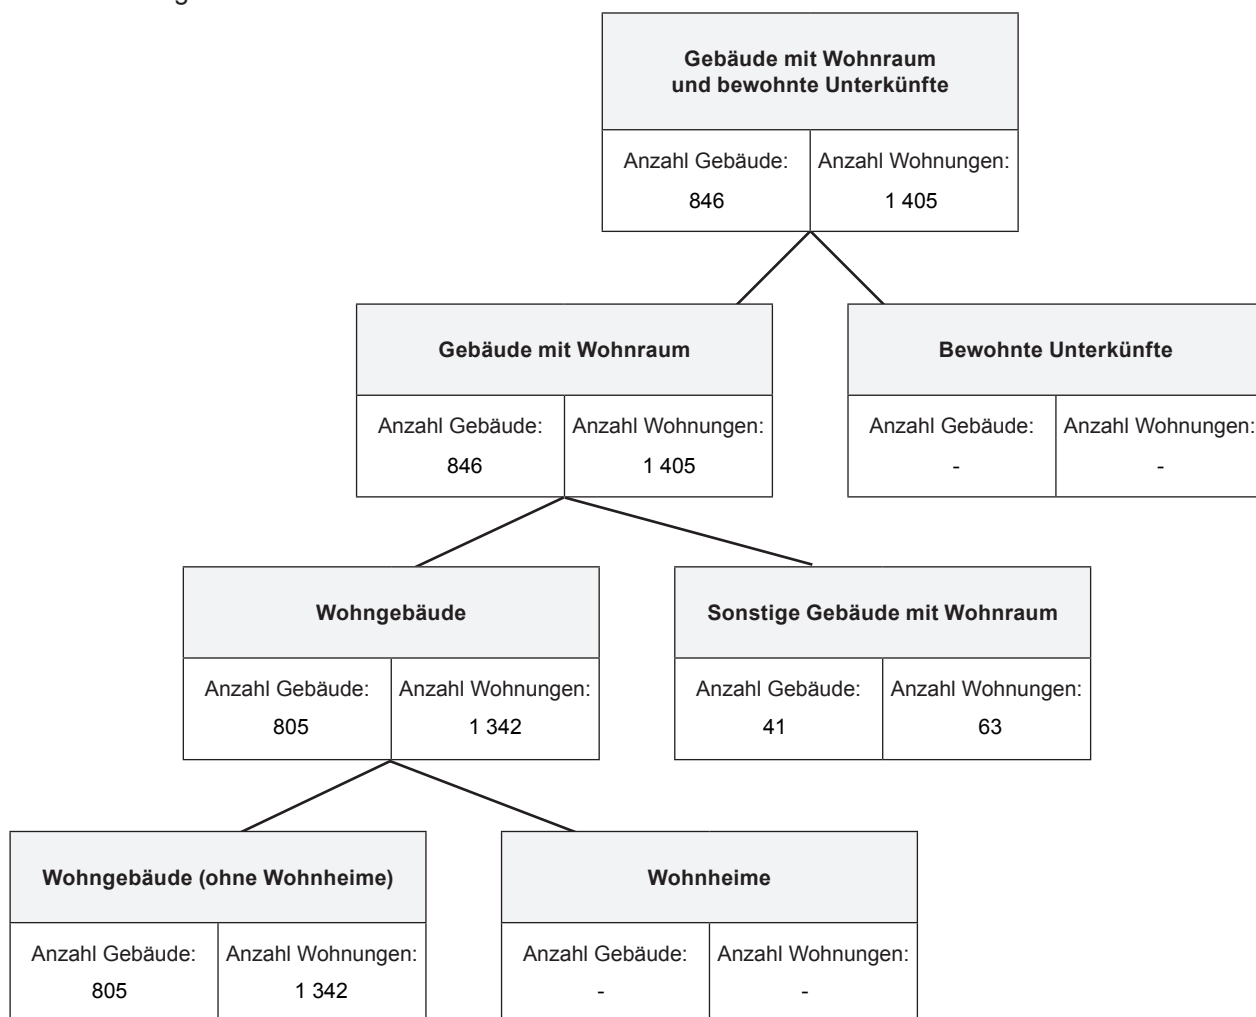 Gebäude mit Wohnraum
und bewohnte Unterkünfte
Anzahl Gebäude: Anzahl Wohnungen:
846 1 405
Gebäude mit Wohnraum Bewohnte Unterkünfte
Anzahl Gebäude: Anzahl Wohnungen: Anzahl Gebäude: Anzahl Wohnungen:
846 1 405 - -
Wohngebäude Sonstige Gebäude mit Wohnraum
Anzahl Gebäude: Anzahl Wohnungen: Anzahl Gebäude: Anzahl Wohnungen:
805 1 342 41 63
Wohngebäude (ohne Wohnheime) Wohnheime
Anzahl Gebäude: Anzahl Wohnungen: Anzahl Gebäude: Anzahl Wohnungen:
805 1 342 - -